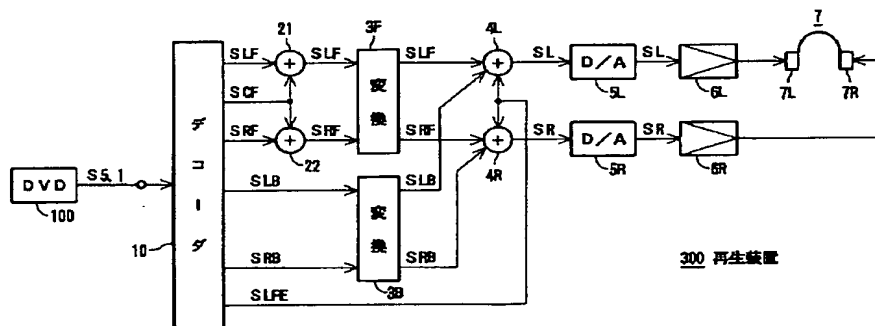 21 3F 4L 7
SLF SLF SLF SL D/A SL
5L 6L 7L 7R
SCF
変換
SRF SRF SRF SR D/A SR
22 4R 5R 6R
DVD S5.1
100
デコーダ
10
SLB SLB
変換
SRB SRB
3B
SLFE
300 再生装置